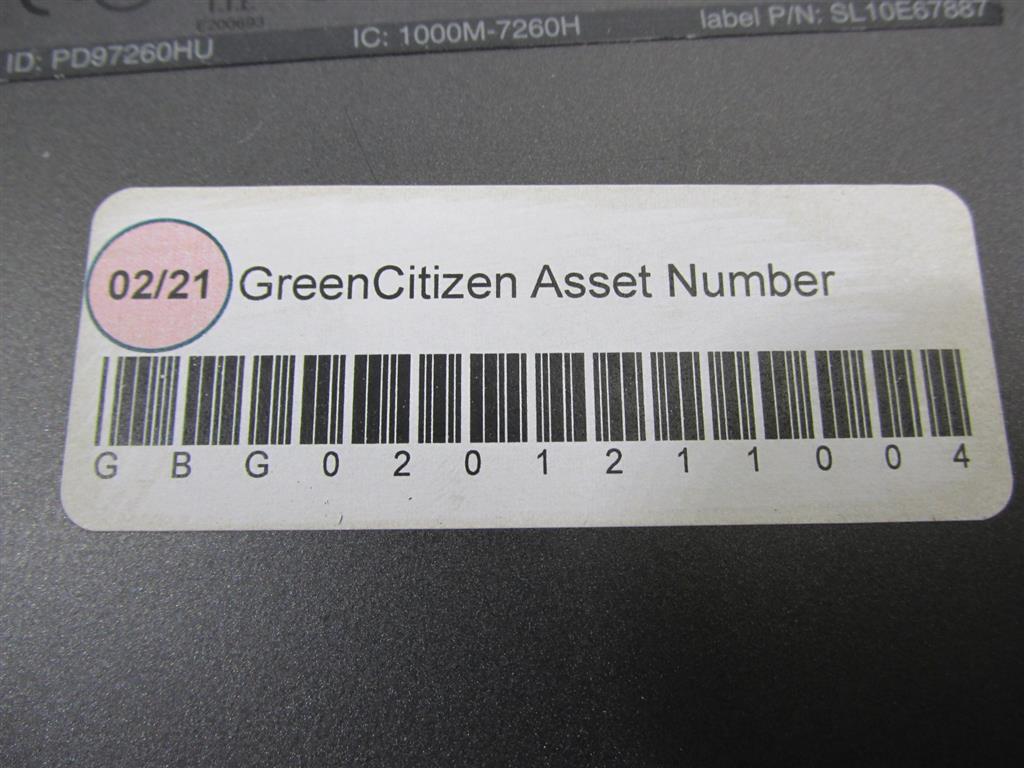 I.T.E.
E200693
ID: PD97260HU IC: 1000M-7260H label P/N: SL10E67887
02/21 GreenCitizen Asset Number
G B G 0 2 0 1 2 1 1 0 0 4